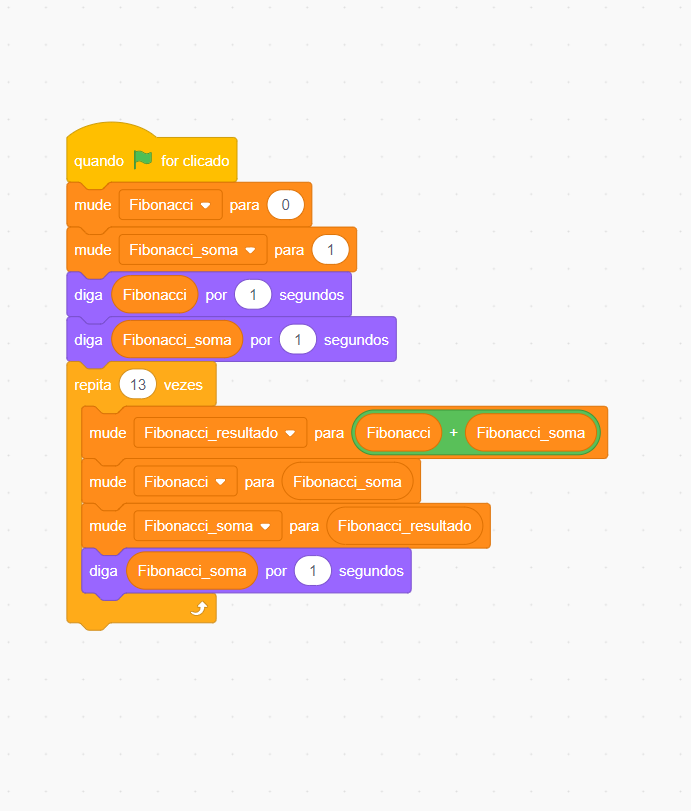 quando for clicado
mude Fibonacci para 0
mude Fibonacci_soma para 1
diga Fibonacci por 1 segundos
diga Fibonacci_soma por 1 segundos
repita 13 vezes
mude Fibonacci_resultado para Fibonacci + Fibonacci_soma
mude Fibonacci para Fibonacci_soma
mude Fibonacci_soma para Fibonacci_resultado
diga Fibonacci_soma por 1 segundos